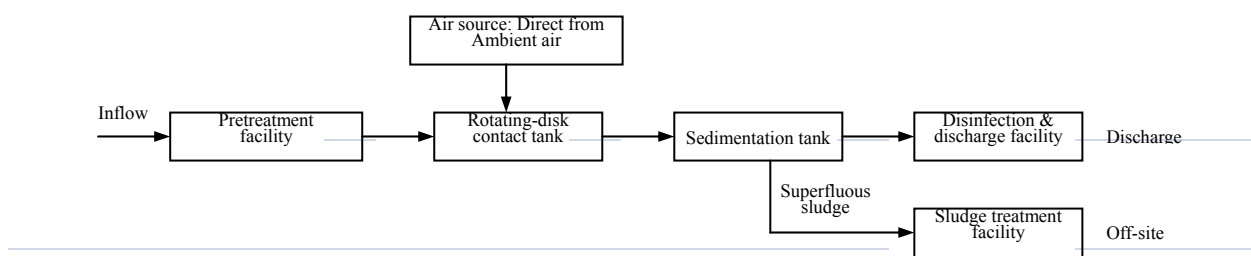 Air source: Direct from
Ambient air
Inflow
Pretreatment
facility
Rotating-disk
contact tank
Sedimentation tank
Disinfection &
discharge facility
Discharge
Superfluous
sludge
Sludge treatment
facility
Off-site